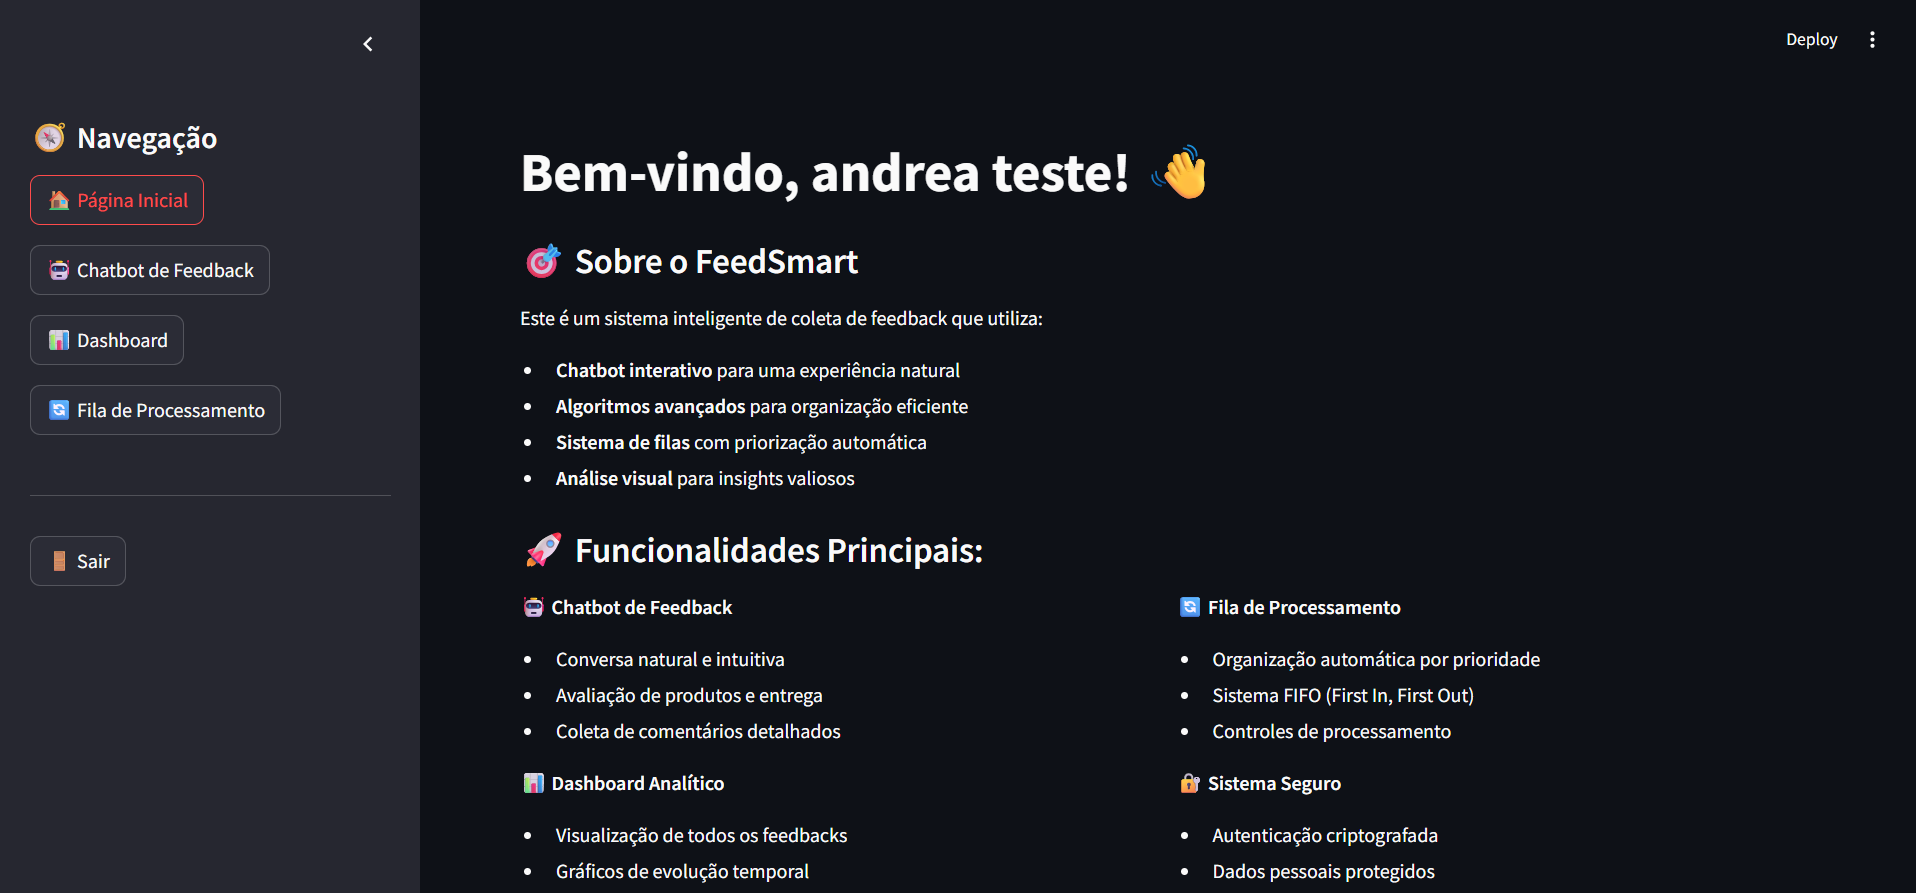 Deploy
Navegação
Página Inicial
Chatbot de Feedback
Dashboard
Fila de Processamento
Sair
Bem-vindo, andrea teste!
Sobre o FeedSmart
Este é um sistema inteligente de coleta de feedback que utiliza:
Chatbot interativo para uma experiência natural
Algoritmos avançados para organização eficiente
Sistema de filas com priorização automática
Análise visual para insights valiosos
Funcionalidades Principais:
Chatbot de Feedback
Conversa natural e intuitiva
Avaliação de produtos e entrega
Coleta de comentários detalhados
Dashboard Analítico
Visualização de todos os feedbacks
Gráficos de evolução temporal
Fila de Processamento
Organização automática por prioridade
Sistema FIFO (First In, First Out)
Controles de processamento
Sistema Seguro
Autenticação criptografada
Dados pessoais protegidos